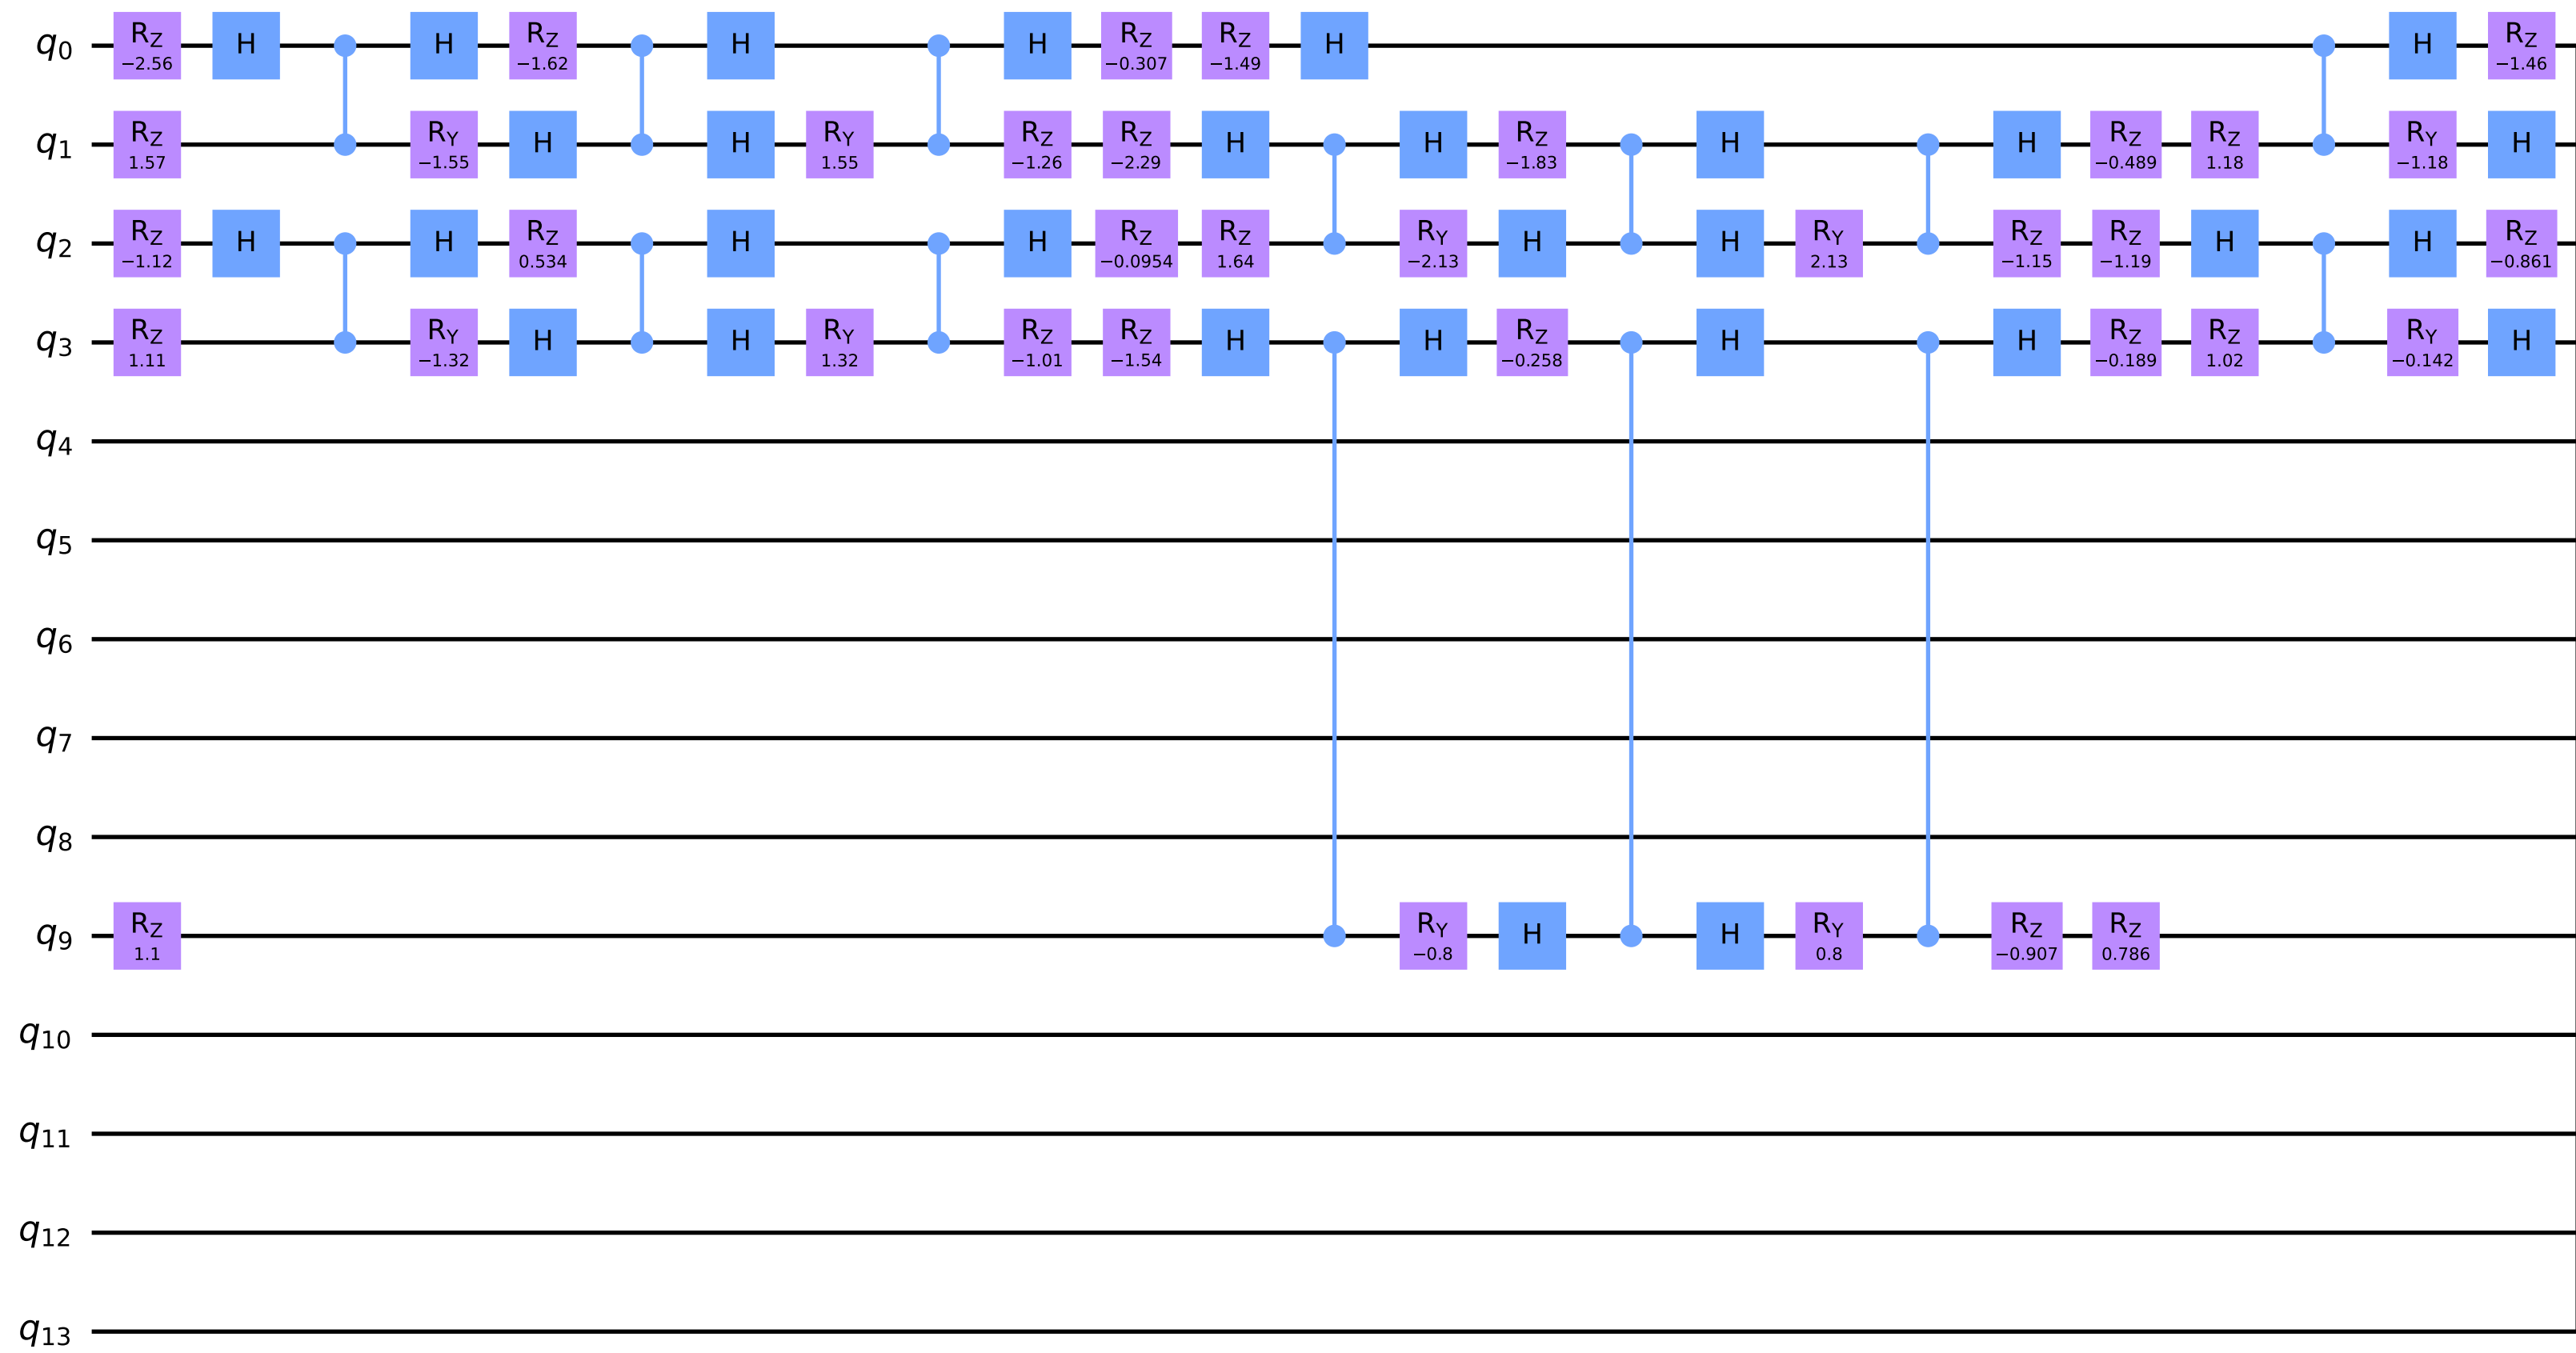 q0 RZ −2.56 H H RZ −1.62 H H RZ −0.307 RZ −1.49 H H RZ −1.46
q1 RZ 1.57 RY −1.55 H H RY 1.55 RZ −1.26 RZ −2.29 H H RZ −1.83 H H RZ −0.489 RZ 1.18 RY −1.18 H
q2 RZ −1.12 H H RZ 0.534 H H RZ −0.0954 RZ 1.64 RY −2.13 H H RY 2.13 RZ −1.15 RZ −1.19 H H RZ −0.861
q3 RZ 1.11 RY −1.32 H H RY 1.32 RZ −1.01 RZ −1.54 H H RZ −0.258 H H RZ −0.189 RZ 1.02 RY −0.142 H
q4
q5
q6
q7
q8
q9 RZ 1.1 RY −0.8 H H RY 0.8 RZ −0.907 RZ 0.786
q10
q11
q12
q13